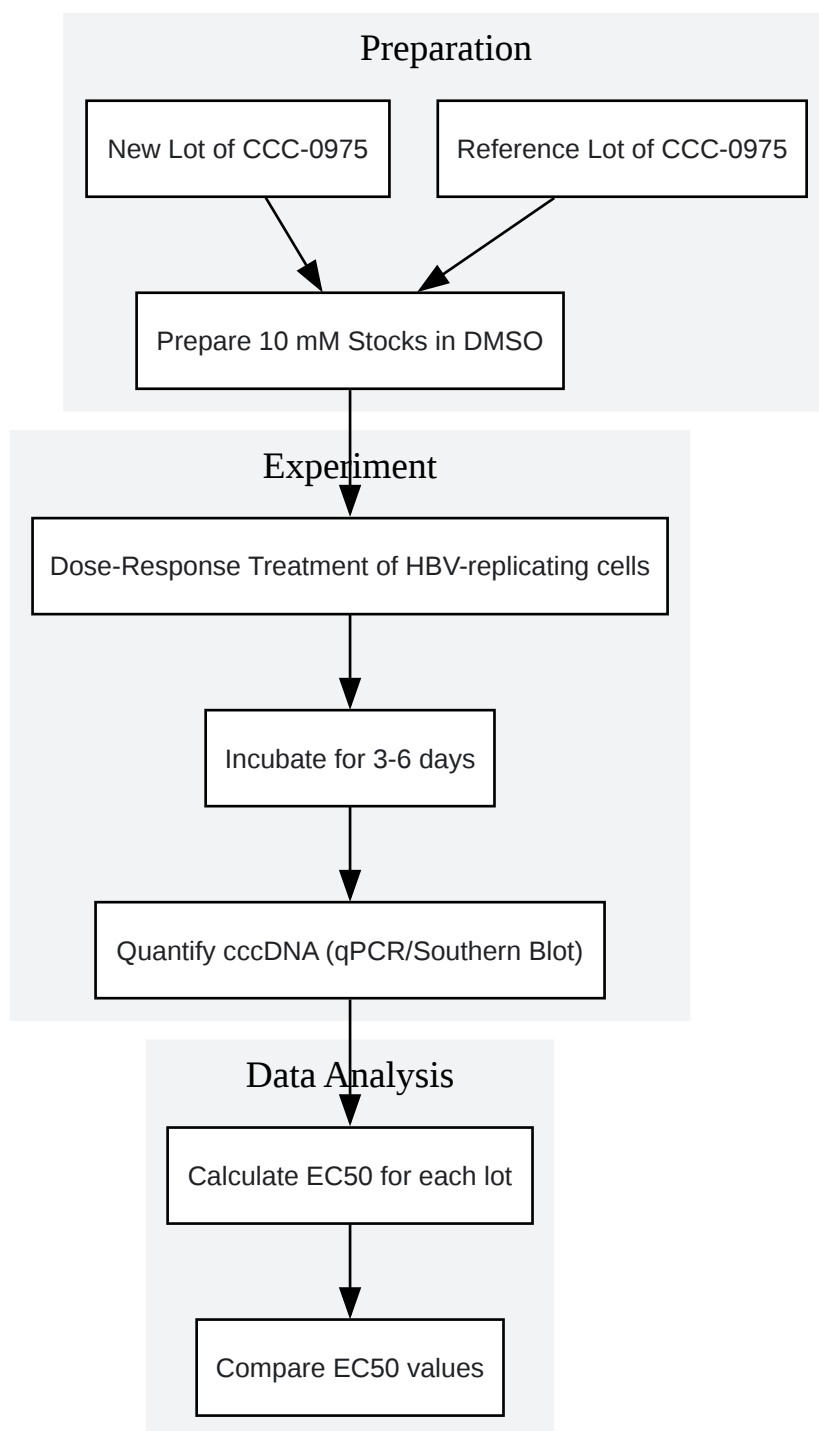 Preparation
New Lot of CCC-0975
Reference Lot of CCC-0975
Prepare 10 mM Stocks in DMSO
Experiment
Dose-Response Treatment of HBV-replicating cells
Incubate for 3-6 days
Quantify cccDNA (qPCR/Southern Blot)
Data Analysis
Calculate EC50 for each lot
Compare EC50 values